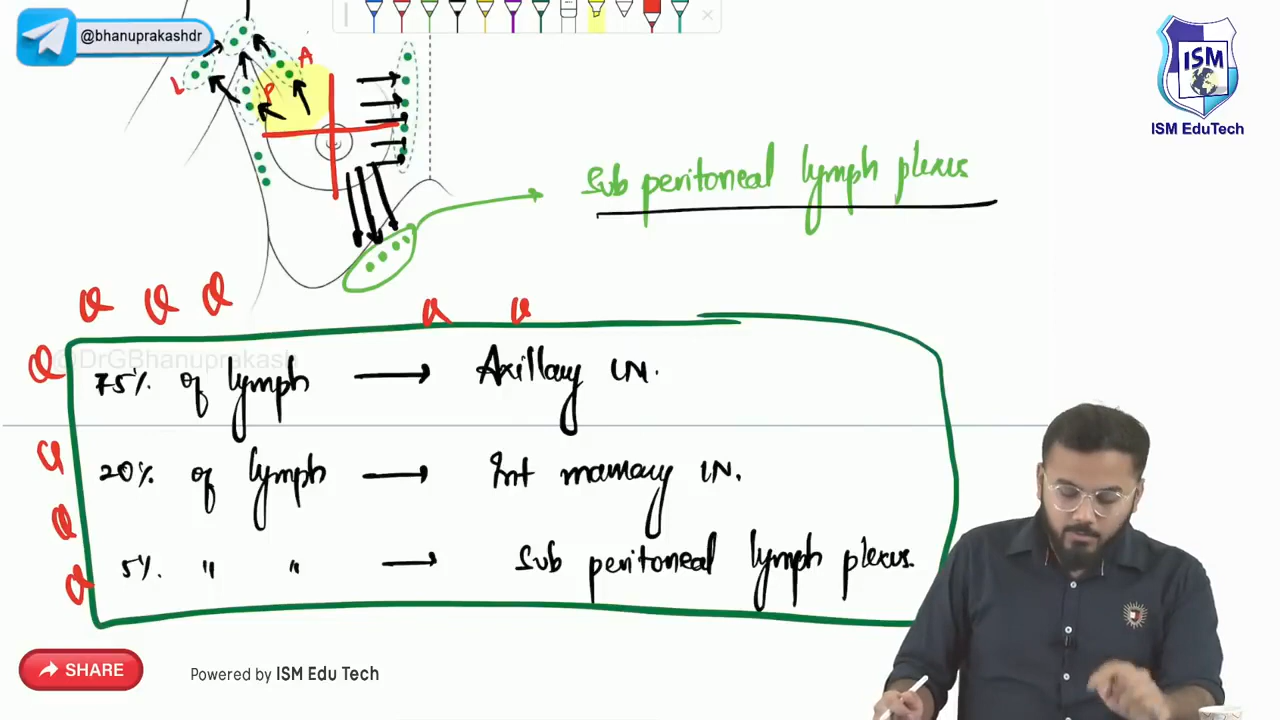 @bhanuprakashdr
ISM
ISM EduTech
L
P
A
Sub peritoneal lymph plexus
Q Q Q
Q Q
@DrGBhanuprakash
Q
75% of lymph → Axillary LN.
Q
20% of lymph → Int mamary LN.
Q
5% " " → Sub peritoneal lymph plexus
Q
SHARE
Powered by ISM Edu Tech